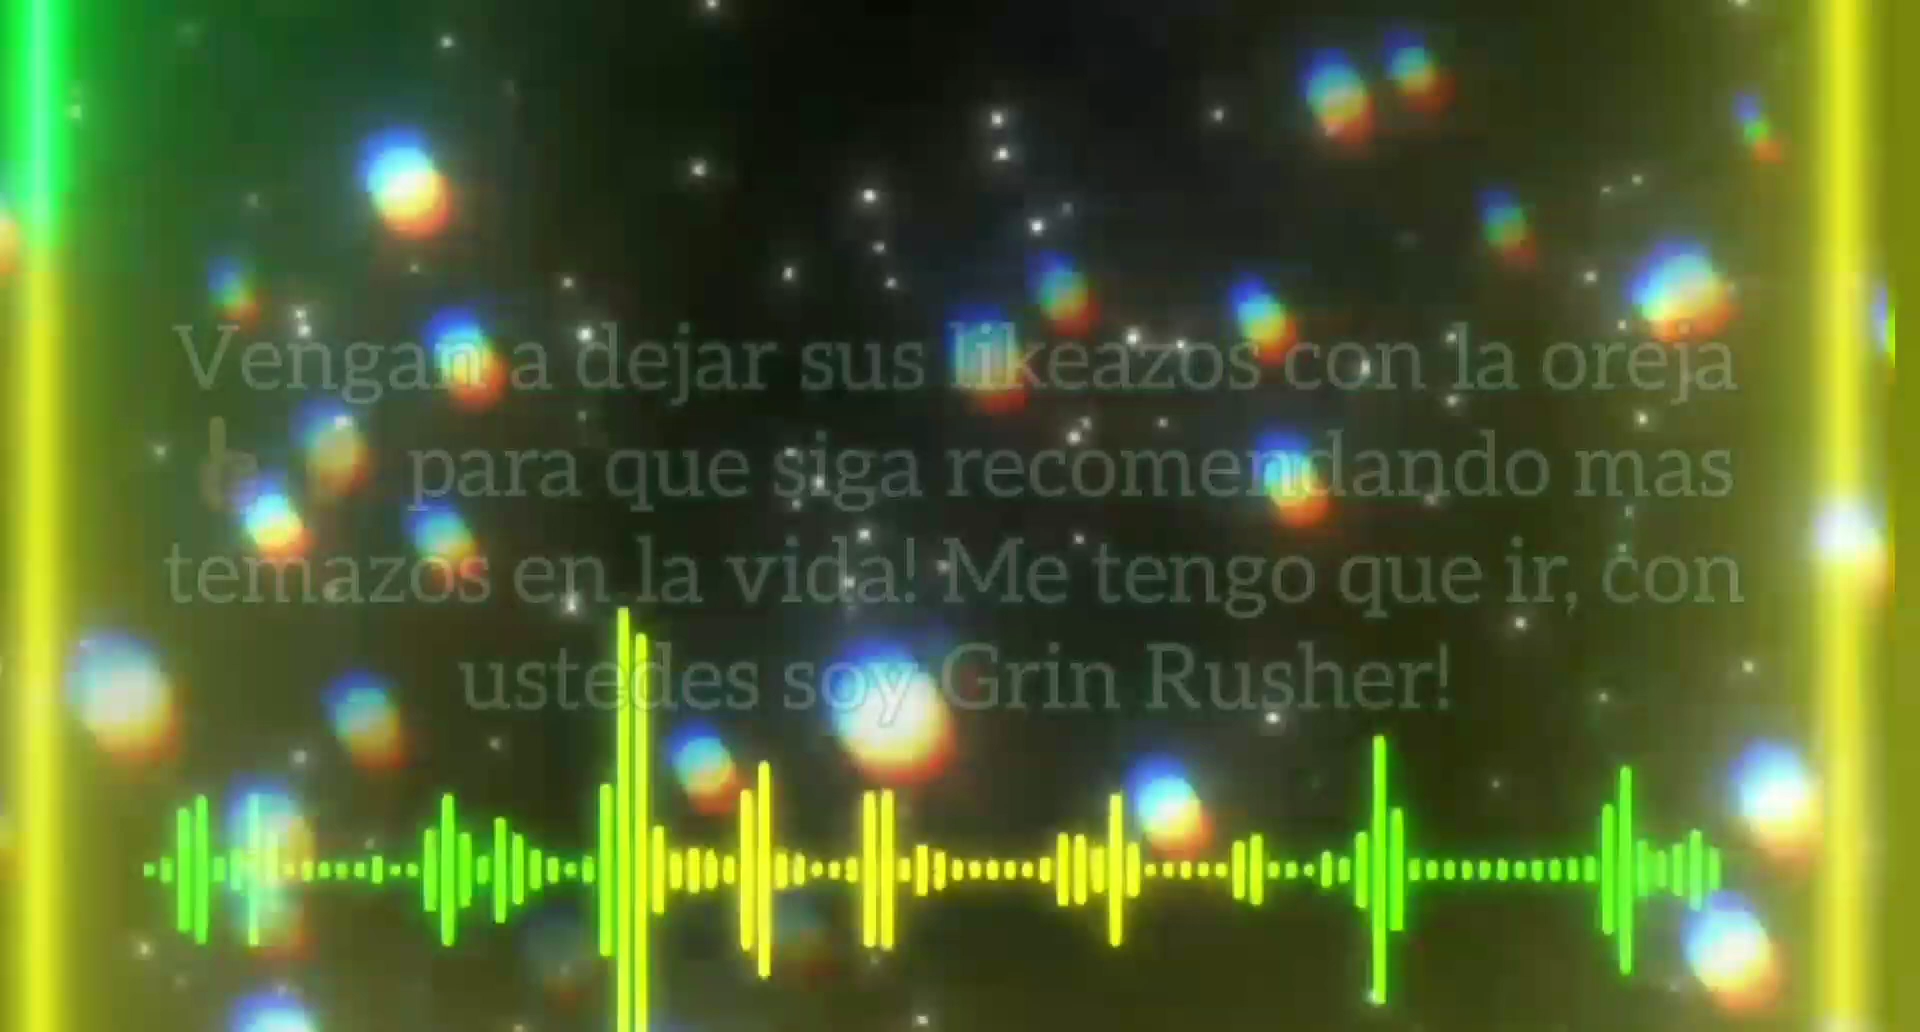 Vengan a dejar sus likeazos con la oreja
👆 para que siga recomendando mas
temazos en la vida! Me tengo que ir, con
ustedes soy Grin Rusher!